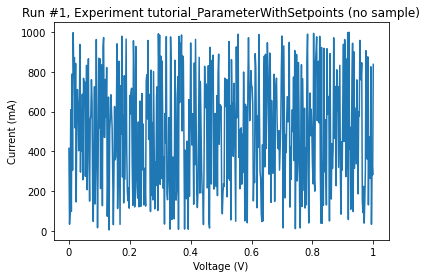 Run #1, Experiment tutorial_ParameterWithSetpoints (no sample)
Current (mA)
1000
800
600
400
200
0
0 0.2 0.4 0.6 0.8 1
Voltage (V)